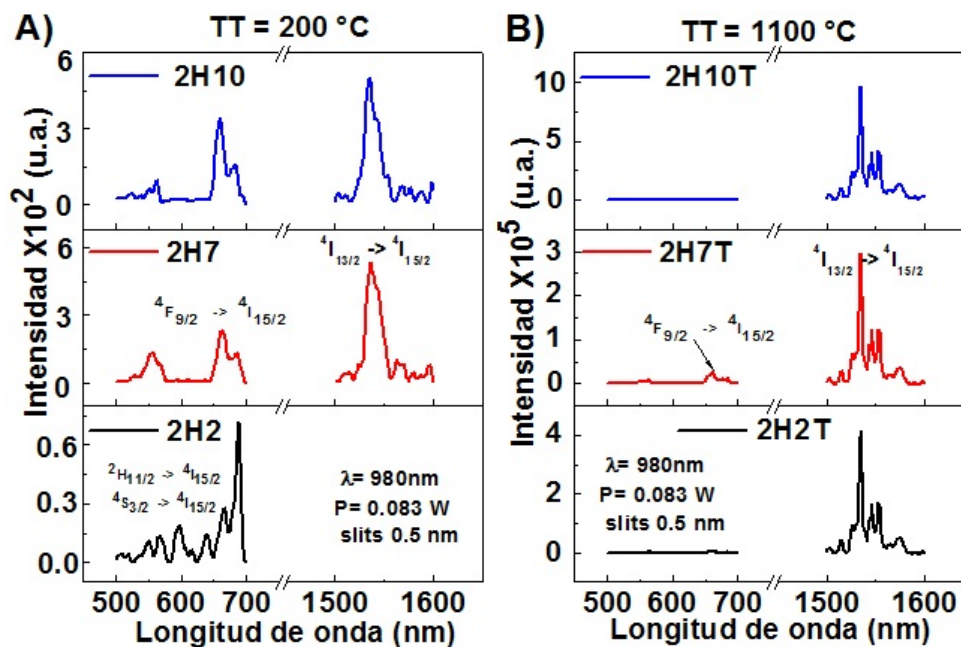 A) TT = 200 °C
Intensidad X10² (u.a.)
6
3
0
2H10
6
4
2
0
2H7
⁴F₉/₂ -> ⁴I₁₅/₂
⁴I₁₃/₂ -> ⁴I₁₅/₂
0.6
0.3
0.0
2H2
²H₁₁/₂ -> ⁴I₁₅/₂
⁴S₃/₂ -> ⁴I₁₅/₂
λ= 980nm
P= 0.083 W
slits 0.5 nm
500 600 700 1500 1600
Longitud de onda (nm)
B) TT = 1100 °C
Intensidad X10⁵ (u.a.)
10
5
0
2H10T
3
2
1
0
2H7T
⁴F₉/₂ -> ⁴I₁₅/₂
⁴I₁₃/₂ -> ⁴I₁₅/₂
4
2
0
2H2T
λ= 980nm
P= 0.083 W
slits 0.5 nm
500 600 700 1500 1600
Longitud de onda (nm)